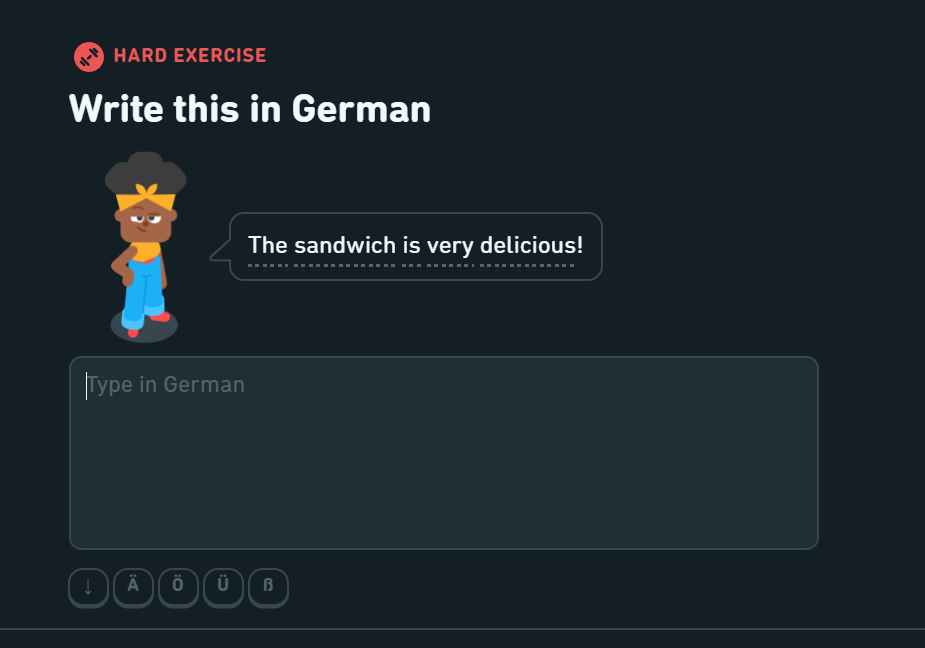 HARD EXERCISE
Write this in German
The sandwich is very delicious!
Type in German
↓ Ä Ö Ü ß